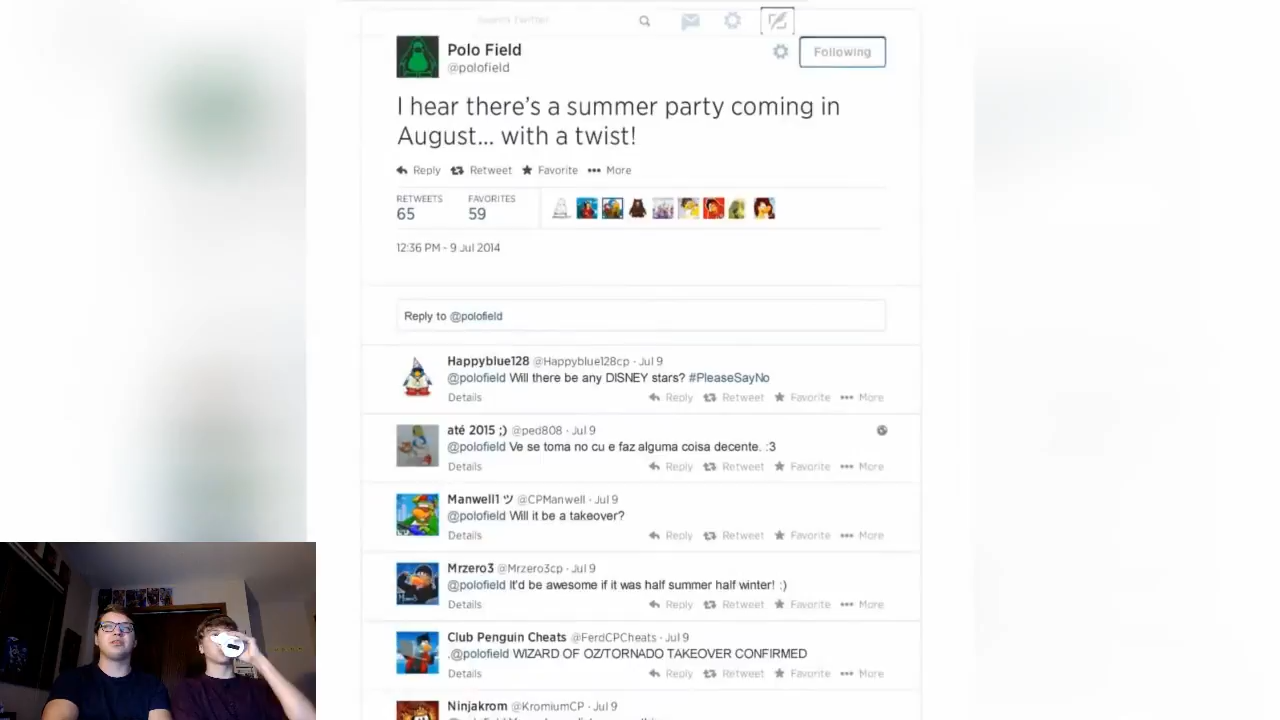 Search Twitter
Polo Field
@polofield
Following
I hear there's a summer party coming in
August... with a twist!
Reply Retweet Favorite More
RETWEETS FAVORITES
65 59
12:36 PM - 9 Jul 2014
Reply to @polofield
Happyblue128 @Happyblue128cp · Jul 9
@polofield Will there be any DISNEY stars? #PleaseSayNo
Details Reply Retweet Favorite More
até 2015 ;) @ped808 · Jul 9
@polofield Ve se toma no cu e faz alguma coisa decente. :3
Details Reply Retweet Favorite More
Manwell1 ツ @CPManwell · Jul 9
@polofield Will it be a takeover?
Details Reply Retweet Favorite More
Mrzero3 @Mrzero3cp · Jul 9
@polofield It'd be awesome if it was half summer half winter! :)
Details Reply Retweet Favorite More
Club Penguin Cheats @FerdCPCheats · Jul 9
.@polofield WIZARD OF OZ/TORNADO TAKEOVER CONFIRMED
Details Reply Retweet Favorite More
Ninjakrom @KromiumCP · Jul 9